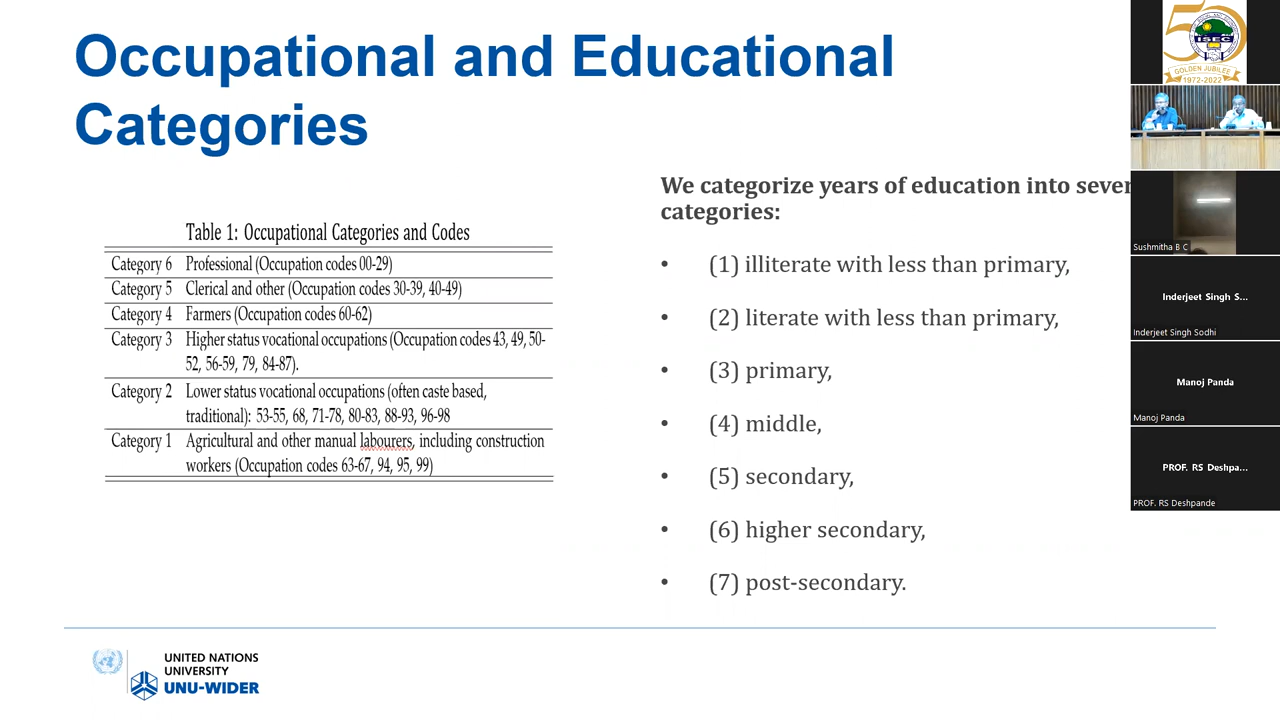 Occupational and Educational
Categories
Table 1: Occupational Categories and Codes
Category 6 Professional (Occupation codes 00-29)
Category 5 Clerical and other (Occupation codes 30-39, 40-49)
Category 4 Farmers (Occupation codes 60-62)
Category 3 Higher status vocational occupations (Occupation codes 43, 49, 50-
52, 56-59, 79, 84-87).
Category 2 Lower status vocational occupations (often caste based,
traditional): 53-55, 68, 71-78, 80-83, 88-93, 96-98
Category 1 Agricultural and other manual labourers, including construction
workers (Occupation codes 63-67, 94, 95, 99)
We categorize years of education into sever
categories:
• (1) illiterate with less than primary,
• (2) literate with less than primary,
• (3) primary,
• (4) middle,
• (5) secondary,
• (6) higher secondary,
• (7) post-secondary.
UNITED NATIONS
UNIVERSITY
UNU-WIDER
50
ISEC
GOLDEN JUBILEE
1972-2022
Sushmitha B C
Inderjeet Singh S...
Inderjeet Singh Sodhi
Manoj Panda
Manoj Panda
PROF. RS Deshpa...
PROF. RS Deshpande